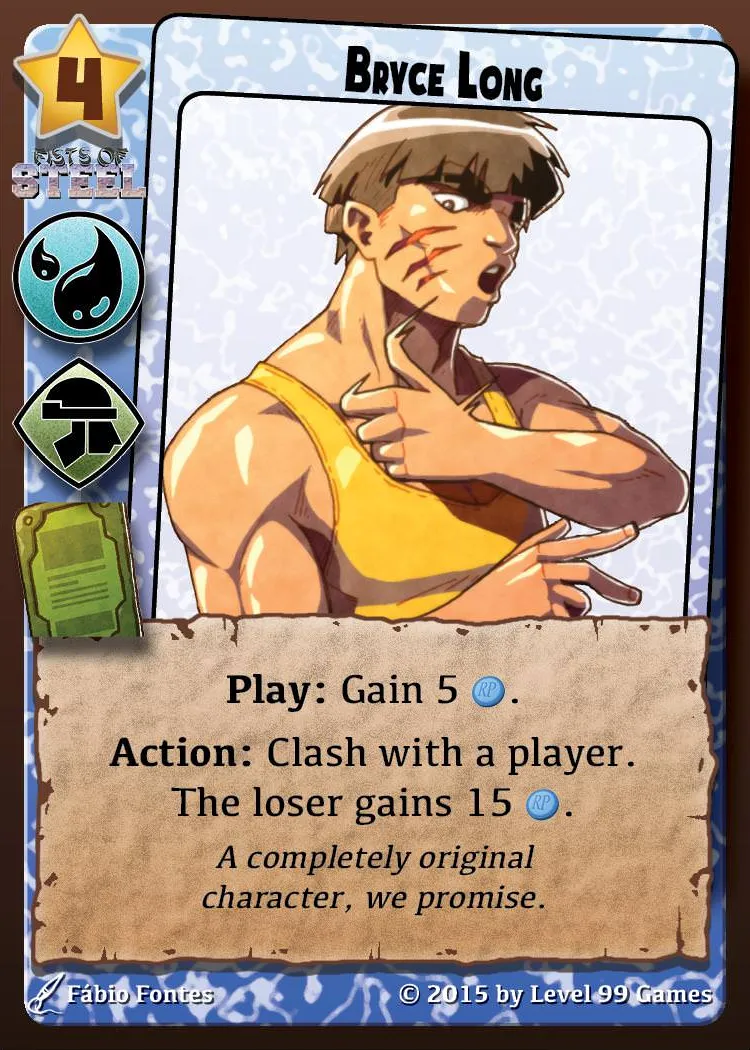 Bryce Long
4
FISTS OF
STEEL
Play: Gain 5 RP.
Action: Clash with a player.
The loser gains 15 RP.
A completely original
character, we promise.
Fábio Fontes
© 2015 by Level 99 Games